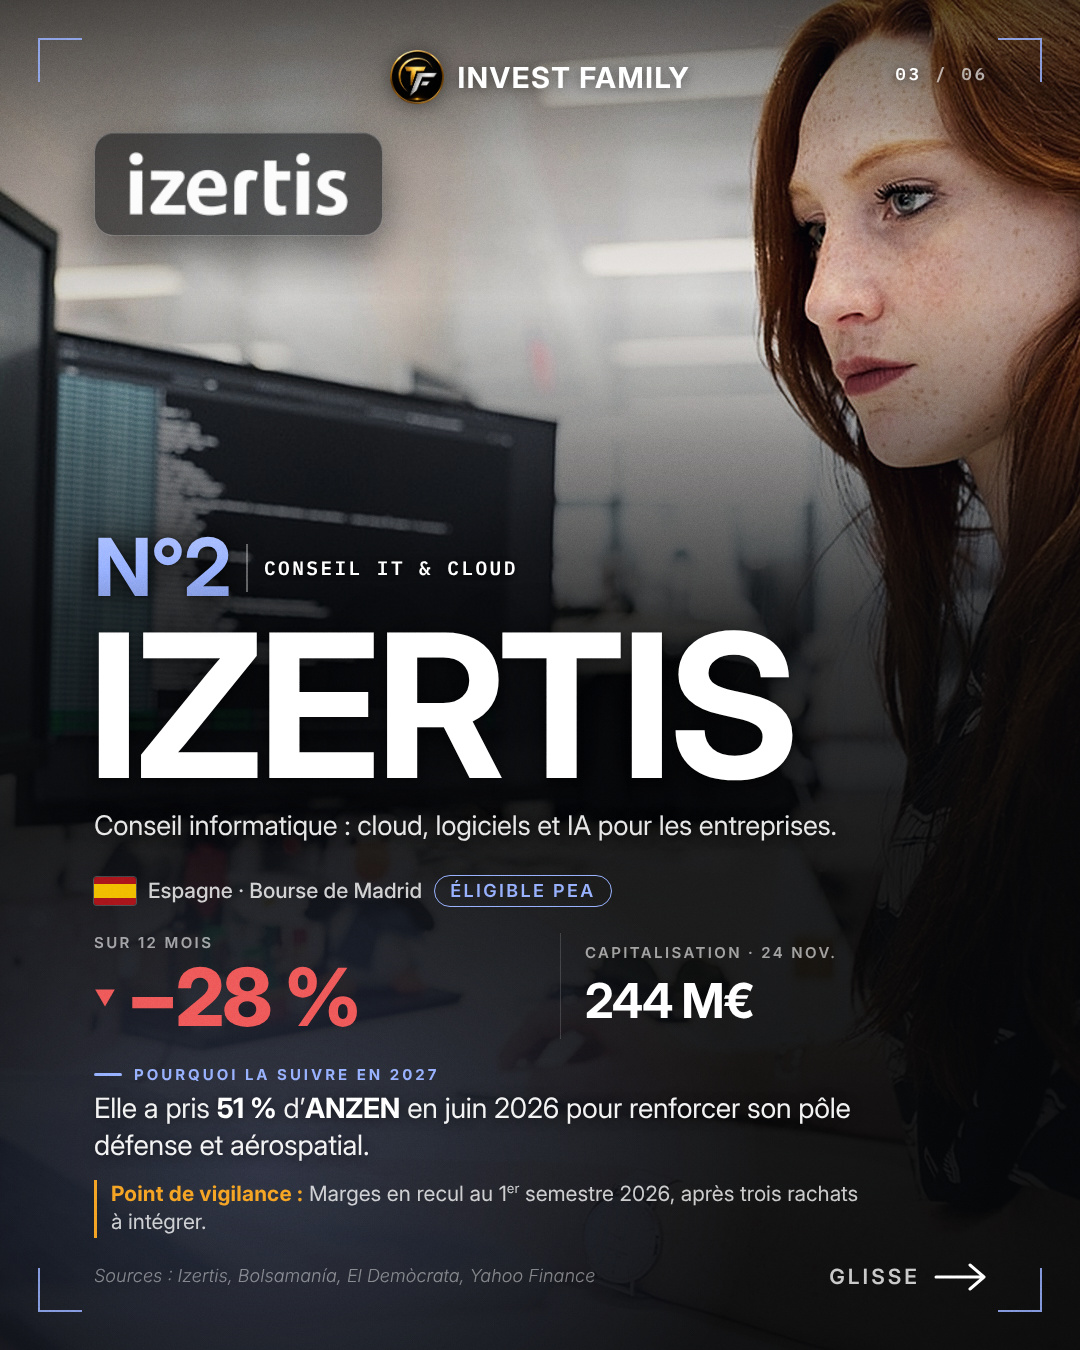 INVEST FAMILY
03 / 06
izertis
N°2
CONSEIL IT & CLOUD
IZERTIS
Conseil informatique : cloud, logiciels et IA pour les entreprises.
Espagne · Bourse de Madrid
ÉLIGIBLE PEA
SUR 12 MOIS
▼ –28 %
CAPITALISATION · 24 NOV.
244 M€
POURQUOI LA SUIVRE EN 2027
Elle a pris 51 % d’ANZEN en juin 2026 pour renforcer son pôle
défense et aérospatial.
Point de vigilance : Marges en recul au 1er semestre 2026, après trois rachats
à intégrer.
Sources : Izertis, Bolsamanía, El Demòcrata, Yahoo Finance
GLISSE